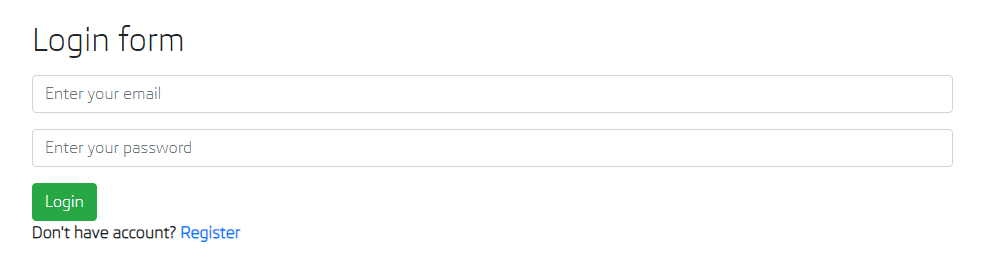 Login form
Enter your email
Enter your password
Login
Don't have account? Register